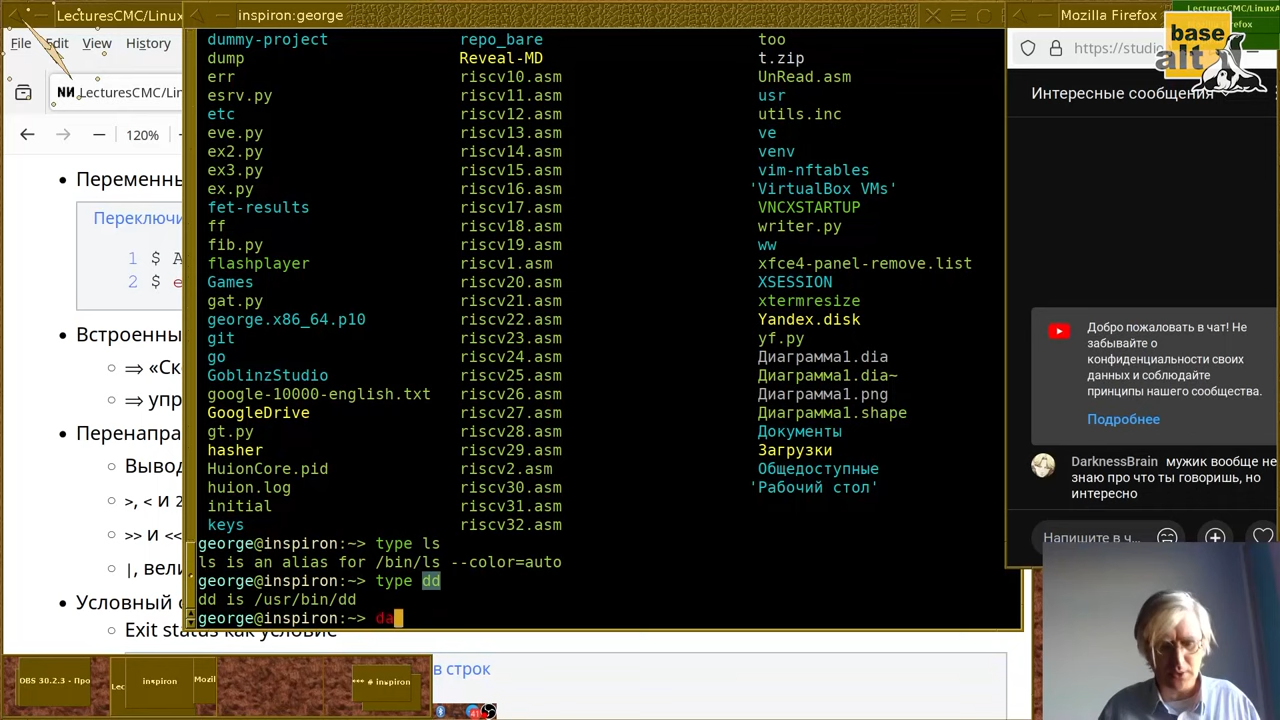 LecturesCMC/Linux
inspiron:george
Mozilla Firefox
LecturesCMC/LinuxA
File Edit View History
https://studio
base
alt
NИ LecturesCMC/Lin
120%
Интересные сообщения
Переменны
Переключи
1 $ A
2 $ e
Встроенны
⇒ «Ск
⇒ упр
Перенапра
Вывод
>, < и 2
>> и <<
|, вели
Условный с
Exit status как условие
в строк
dummy-project repo_bare too
dump Reveal-MD t.zip
err riscv10.asm UnRead.asm
esrv.py riscv11.asm usr
etc riscv12.asm utils.inc
eve.py riscv13.asm ve
ex2.py riscv14.asm venv
ex3.py riscv15.asm vim-nftables
ex.py riscv16.asm 'VirtualBox VMs'
fet-results riscv17.asm VNCXSTARTUP
ff riscv18.asm writer.py
fib.py riscv19.asm ww
flashplayer riscv1.asm xfce4-panel-remove.list
Games riscv20.asm XSESSION
gat.py riscv21.asm xtermresize
george.x86_64.p10 riscv22.asm Yandex.disk
git riscv23.asm yf.py
go riscv24.asm Диаграмма1.dia
GoblinzStudio riscv25.asm Диаграмма1.dia~
google-10000-english.txt riscv26.asm Диаграмма1.png
GoogleDrive riscv27.asm Диаграмма1.shape
gt.py riscv28.asm Документы
hasher riscv29.asm Загрузки
HuionCore.pid riscv2.asm Общедоступные
huion.log riscv30.asm 'Рабочий стол'
initial riscv31.asm
keys riscv32.asm
george@inspiron:~> type ls
ls is an alias for /bin/ls --color=auto
george@inspiron:~> type dd
dd is /usr/bin/dd
george@inspiron:~> da
Добро пожаловать в чат! Не
забывайте о
конфиденциальности своих
данных и соблюдайте
принципы нашего сообщества.
Подробнее
DarknessBrain мужик вообще не
знаю про что ты говоришь, но
интересно
Напишите в ч...
OBS 30.2.3 - Про
Lec
inspiron
Mozil
*** # inspiron